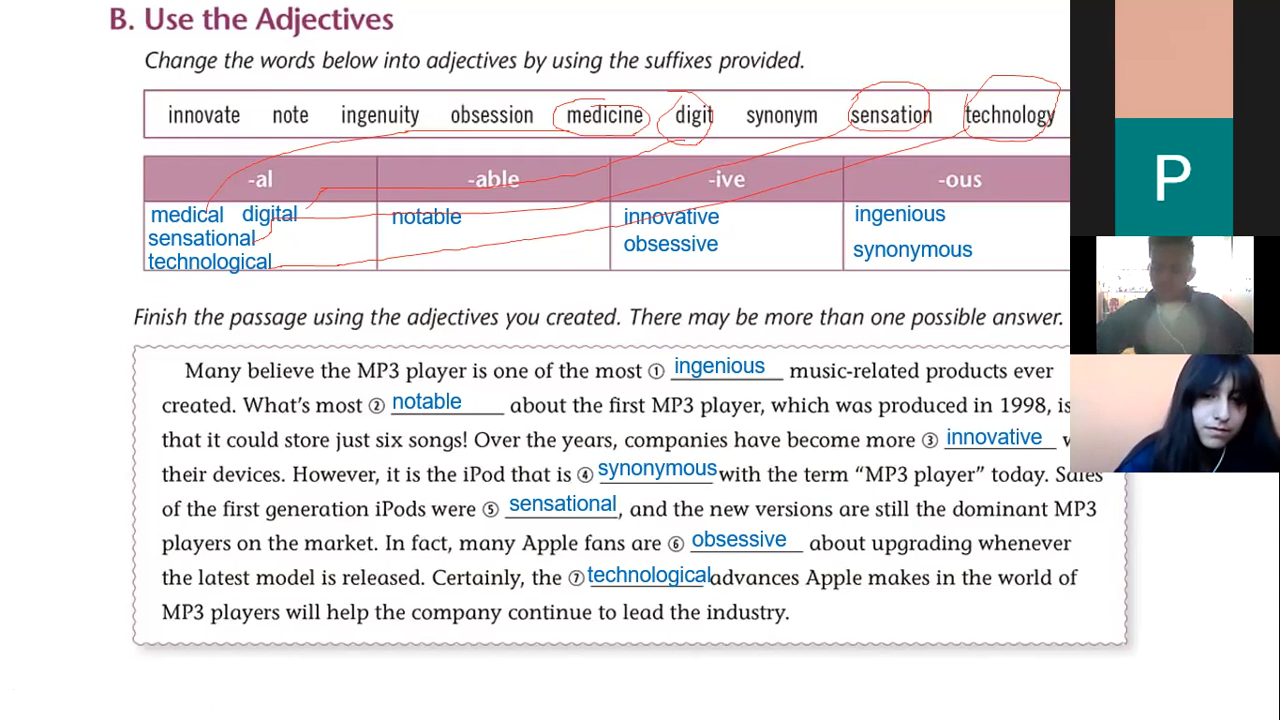 B. Use the Adjectives
Change the words below into adjectives by using the suffixes provided.
innovate note ingenuity obsession medicine digit synonym sensation technology
-al -able -ive -ous
medical digital notable innovative ingenious
sensational obsessive synonymous
technological
Finish the passage using the adjectives you created. There may be more than one possible answer.
Many believe the MP3 player is one of the most ① ingenious music-related products ever
created. What's most ② notable about the first MP3 player, which was produced in 1998, is
that it could store just six songs! Over the years, companies have become more ③ innovative
their devices. However, it is the iPod that is ④ synonymous with the term “MP3 player” today. Sales
of the first generation iPods were ⑤ sensational, and the new versions are still the dominant MP3
players on the market. In fact, many Apple fans are ⑥ obsessive about upgrading whenever
the latest model is released. Certainly, the ⑦ technological advances Apple makes in the world of
MP3 players will help the company continue to lead the industry.
P